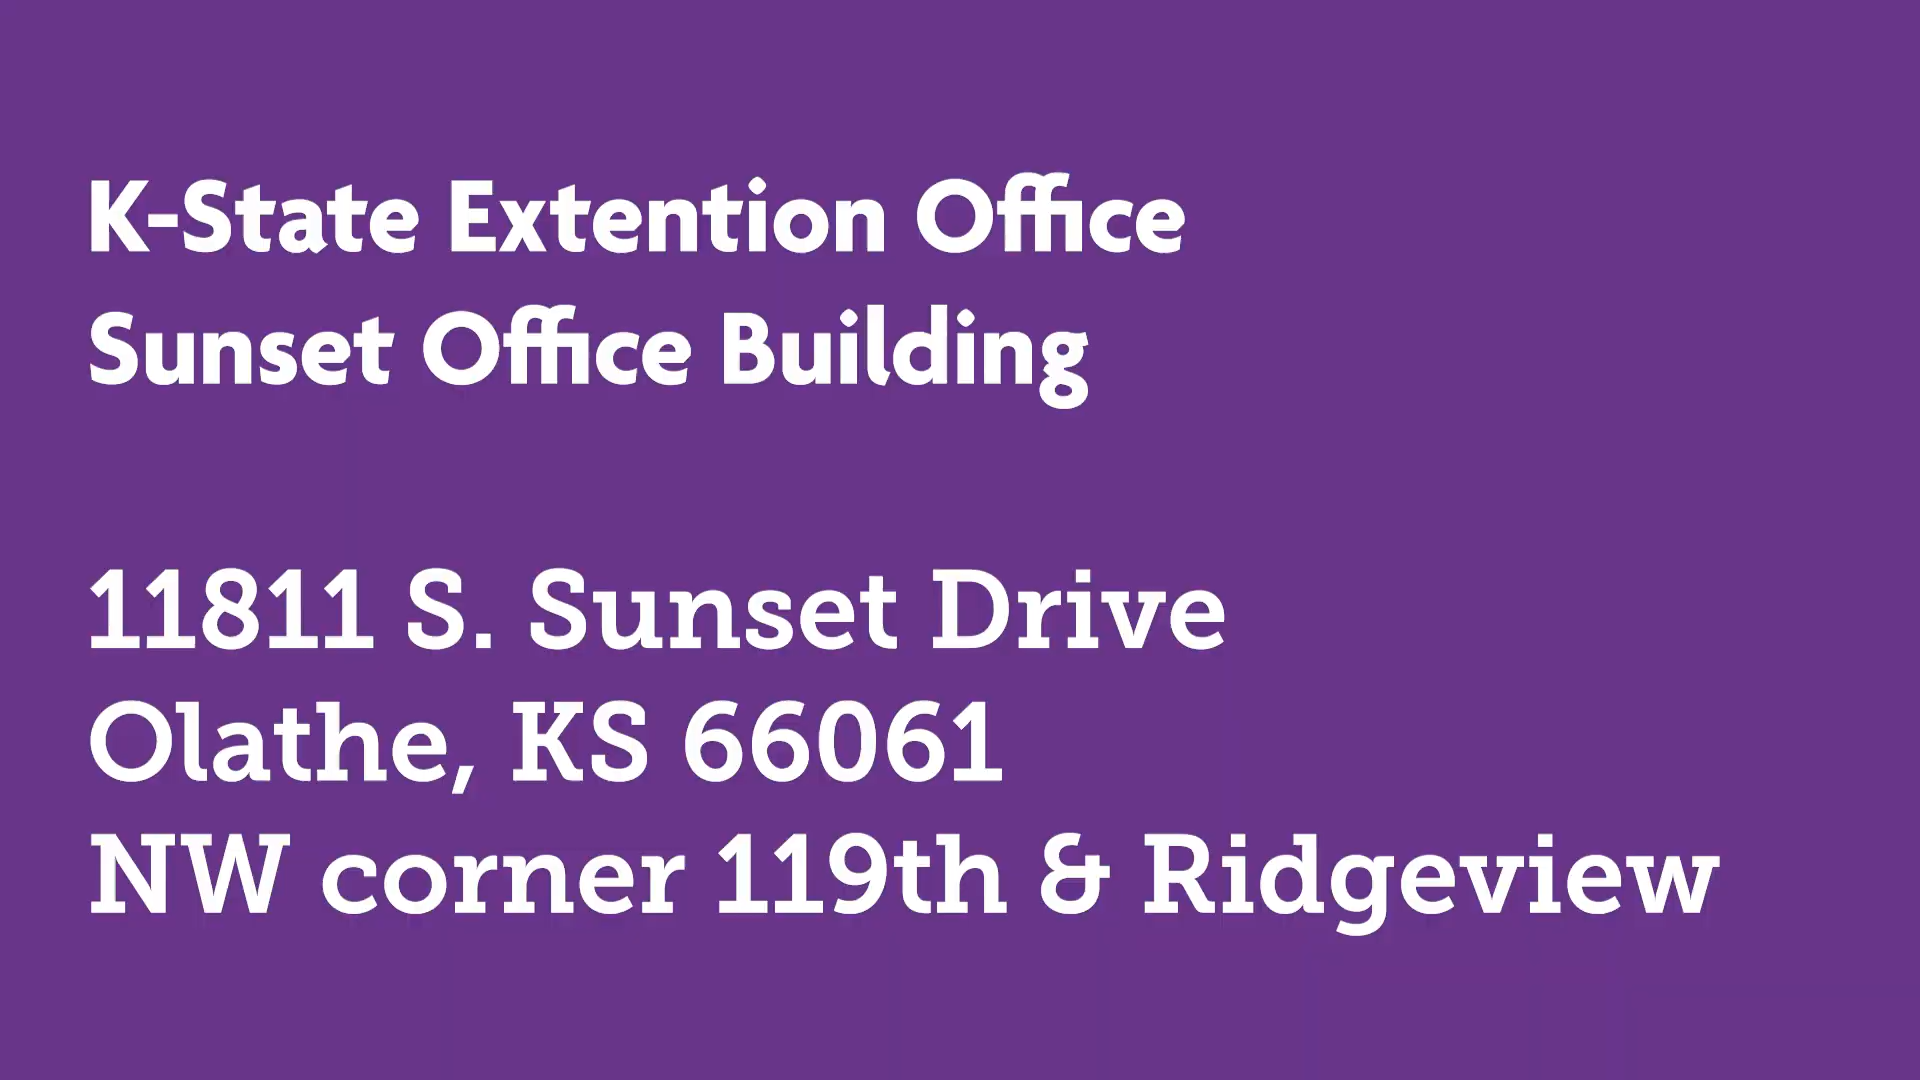 K-State Extention Office
Sunset Office Building
11811 S. Sunset Drive
Olathe, KS 66061
NW corner 119th & Ridgeview